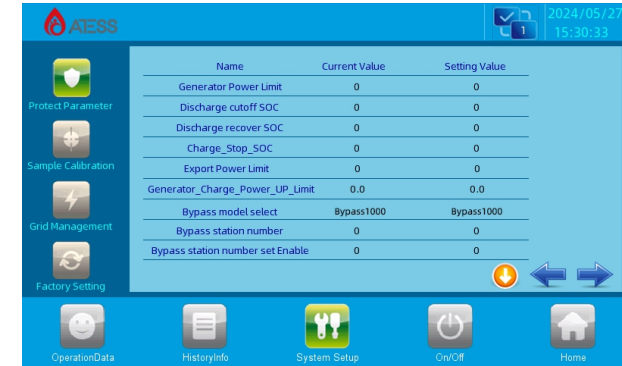 ATESS
1
2024/05/27
15:30:33
Name Current Value Setting Value
Generator Power Limit 0 0
Discharge cutoff SOC 0 0
Discharge recover SOC 0 0
Charge_Stop_SOC 0 0
Export Power Limit 0 0
Generator_Charge_Power_UP_Limit 0.0 0.0
Bypass model select Bypass1000 Bypass1000
Bypass station number 0 0
Bypass station number set Enable 0 0
Protect Parameter
Sample Calibration
Grid Management
Factory Setting
OperationData HistoryInfo System Setup On/Off Home